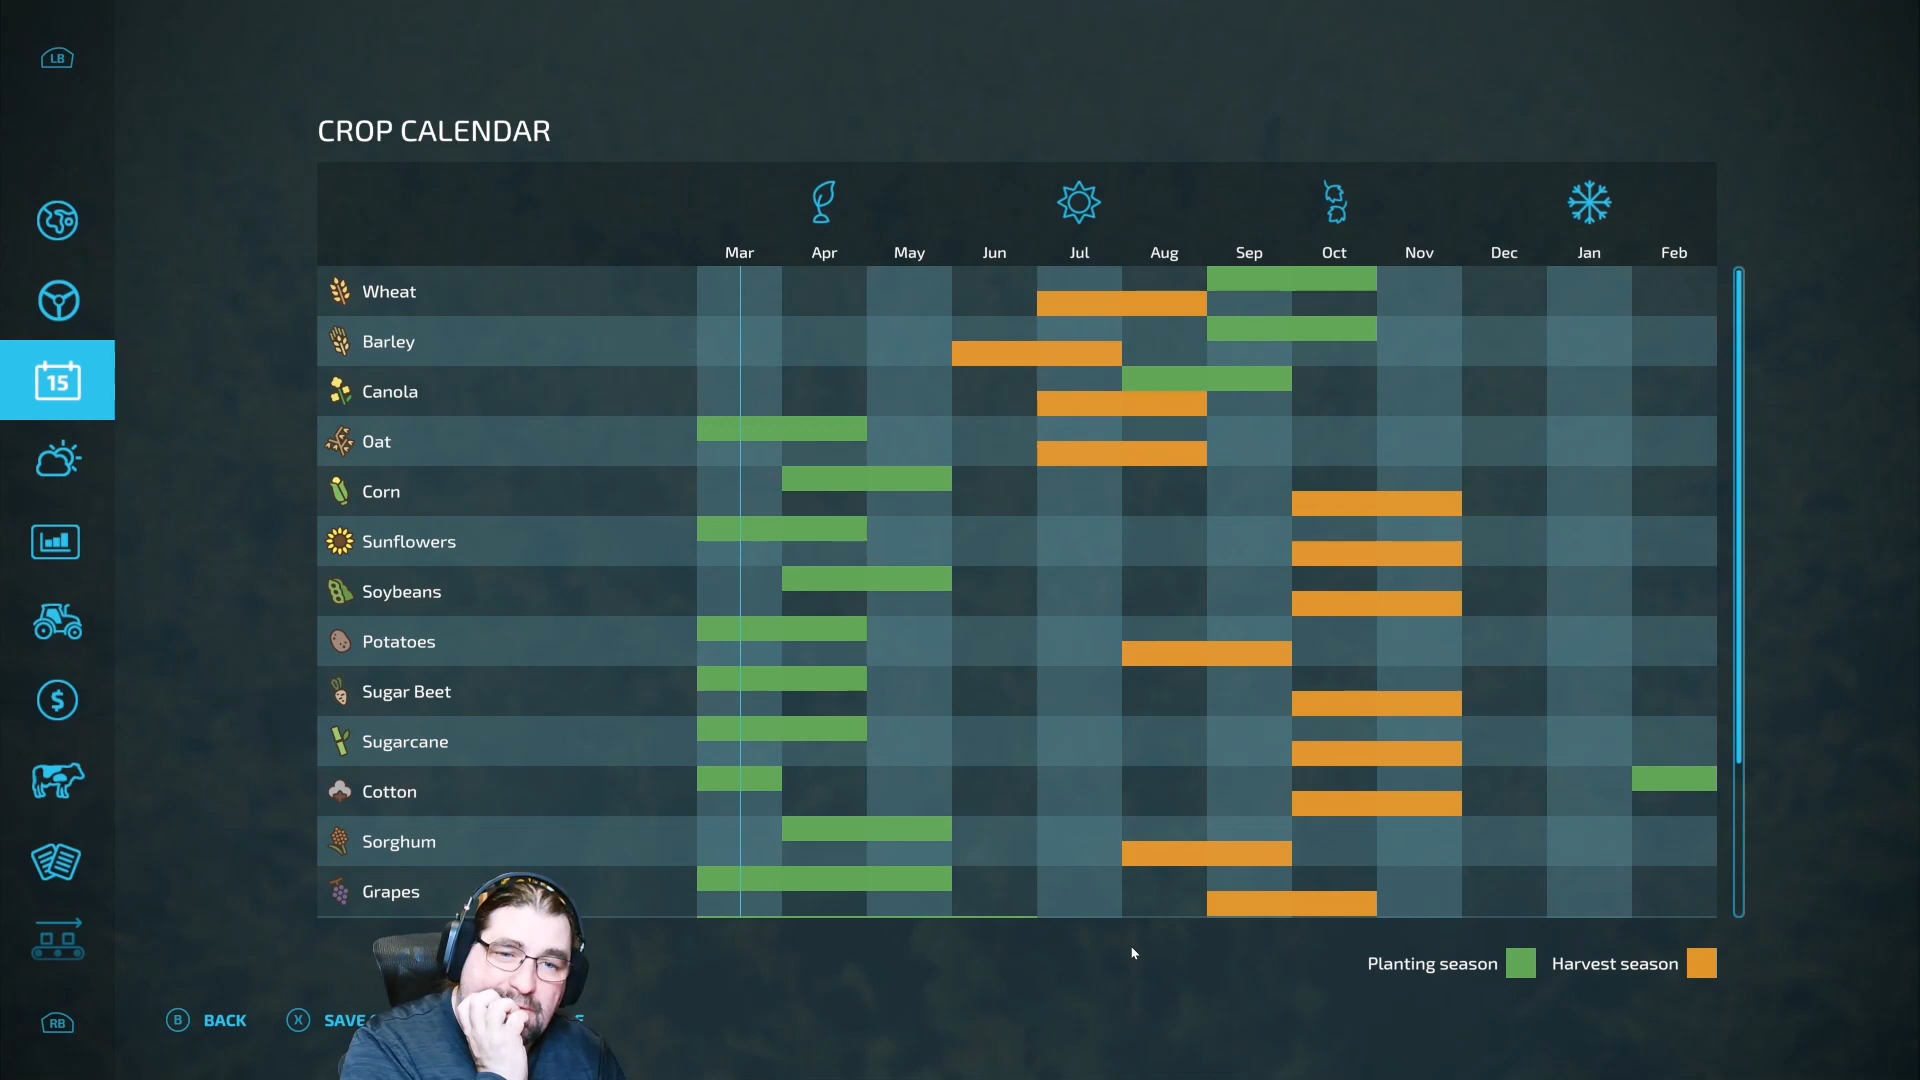 LB
CROP CALENDAR
Mar Apr May Jun Jul Aug Sep Oct Nov Dec Jan Feb
Wheat
Barley
15
Canola
Oat
Corn
Sunflowers
Soybeans
Potatoes
Sugar Beet
$
Sugarcane
Cotton
Sorghum
Grapes
Planting season Harvest season
RB B BACK X SAVE